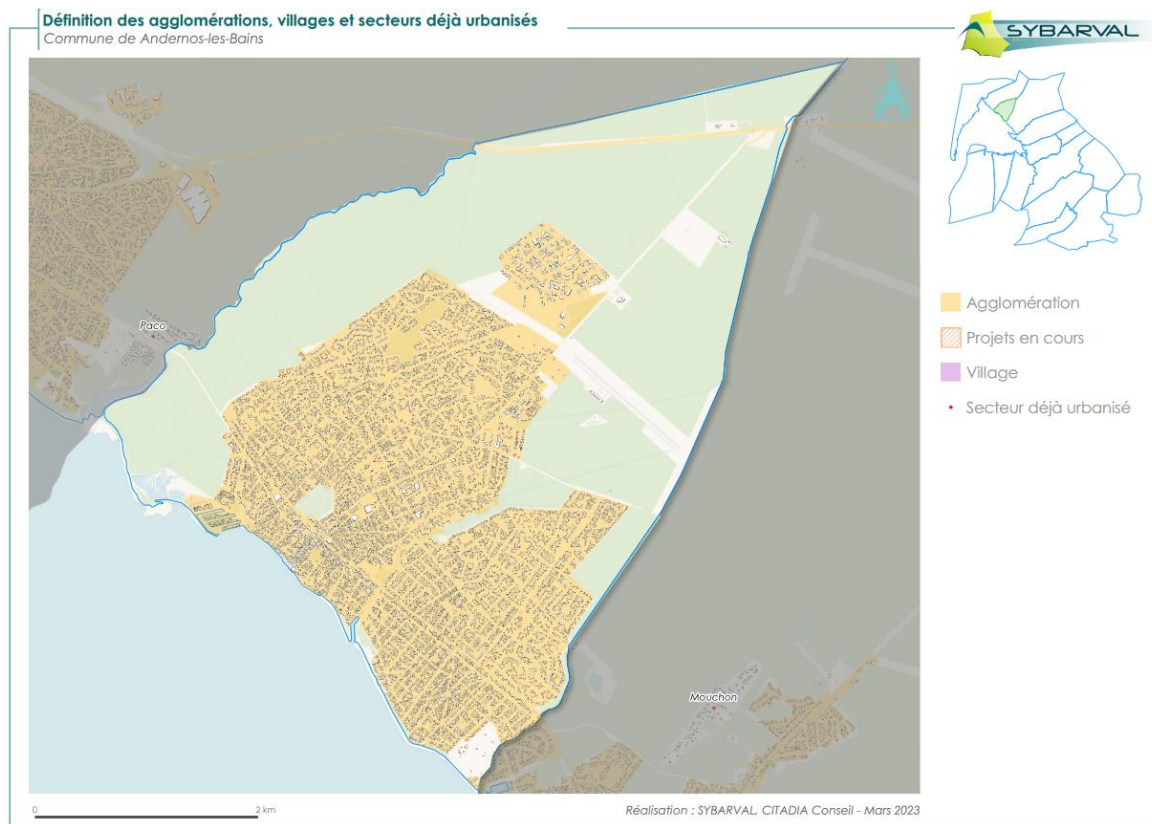 Définition des agglomérations, villages et secteurs déjà urbanisés
Commune de Andernos-les-Bains
SYBARVAL
Paco
Mouchon
Agglomération
Projets en cours
Village
Secteur déjà urbanisé
0 2 km
Réalisation : SYBARVAL, CITADIA Conseil - Mars 2023